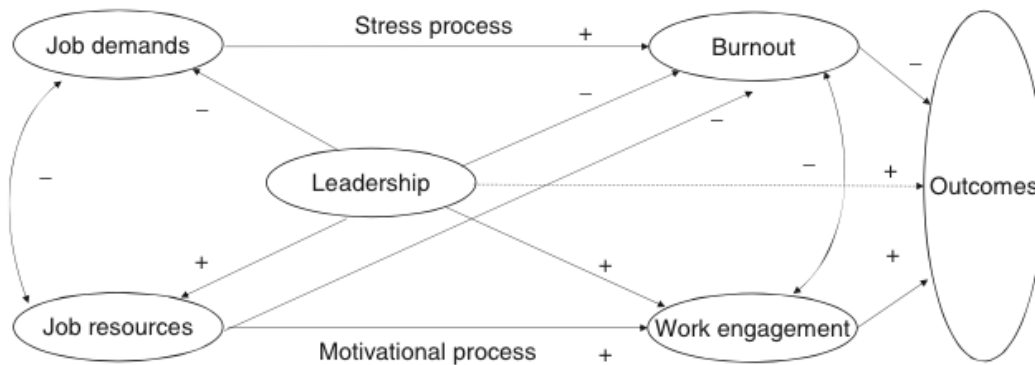 Stress process
+
Job demands
Burnout
–
–
–
–
–
–
Leadership
+
Outcomes
+
+
+
Job resources
Work engagement
Motivational process
+